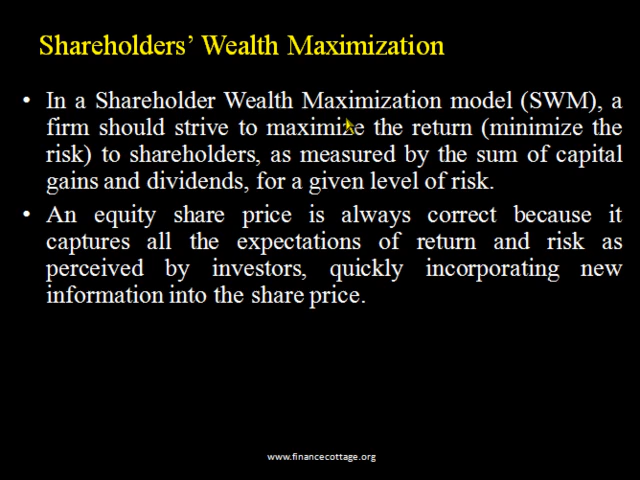 Shareholders’ Wealth Maximization
• In a Shareholder Wealth Maximization model (SWM), a
firm should strive to maximize the return (minimize the
risk) to shareholders, as measured by the sum of capital
gains and dividends, for a given level of risk.
• An equity share price is always correct because it
captures all the expectations of return and risk as
perceived by investors, quickly incorporating new
information into the share price.
www.financecottage.org